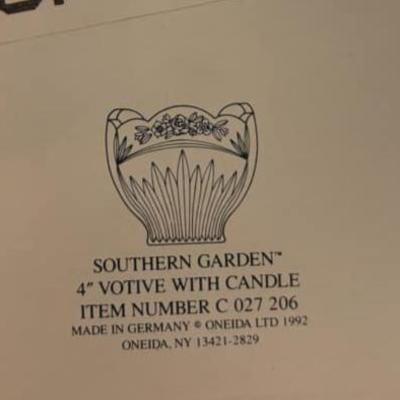 SOUTHERN GARDEN™
4" VOTIVE WITH CANDLE
ITEM NUMBER C 027 206
MADE IN GERMANY © ONEIDA LTD 1992
ONEIDA, NY 13421-2829